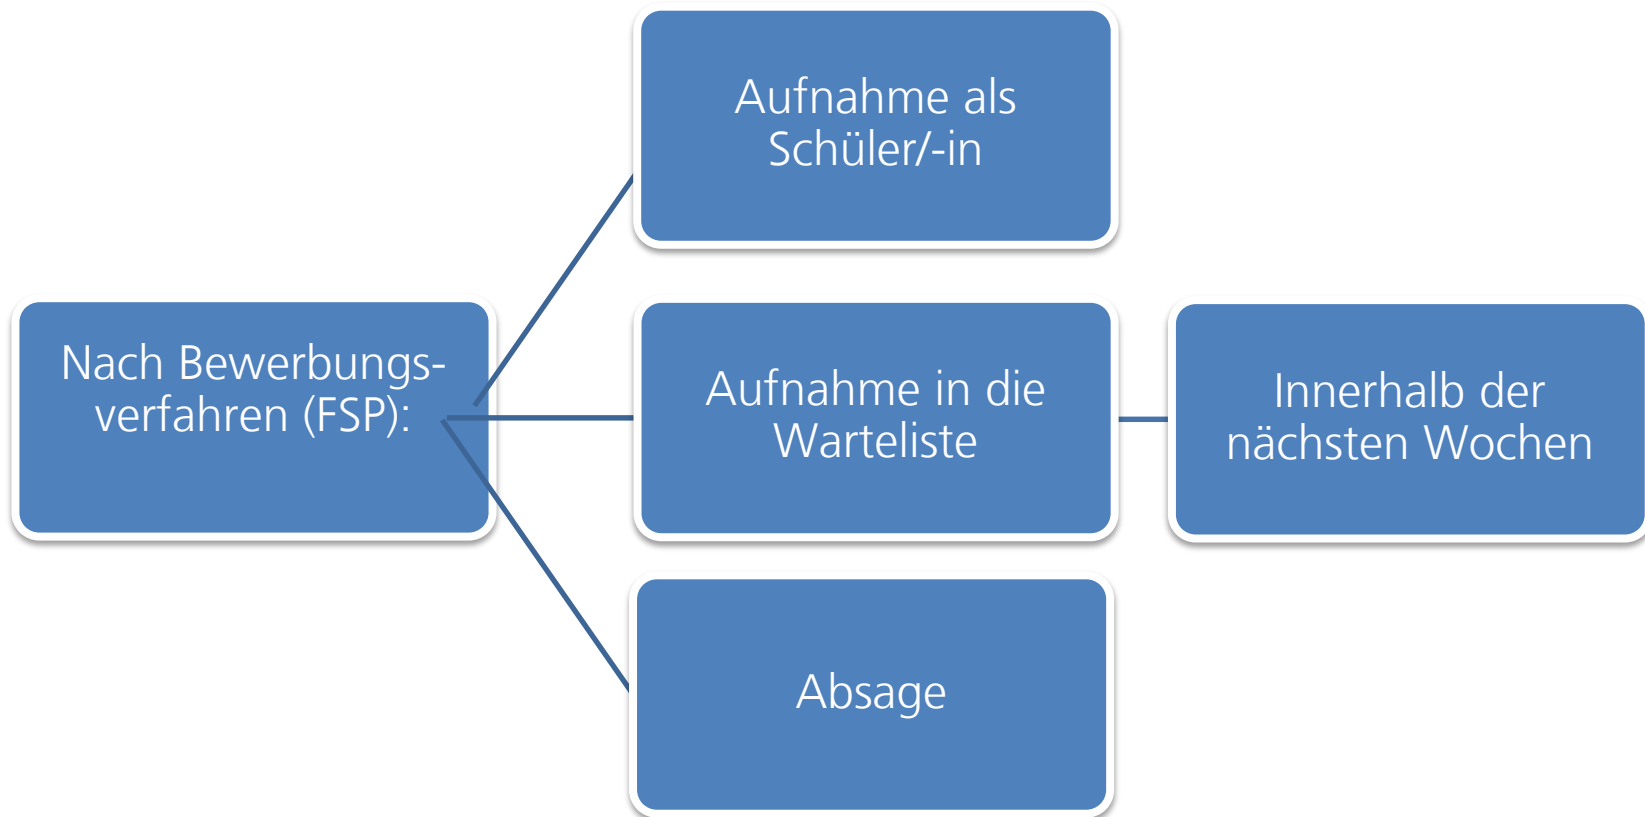 Aufnahme als
Schüler/-in
Nach Bewerbungs-
verfahren (FSP):
Aufnahme in die
Warteliste
Innerhalb der
nächsten Wochen
Absage